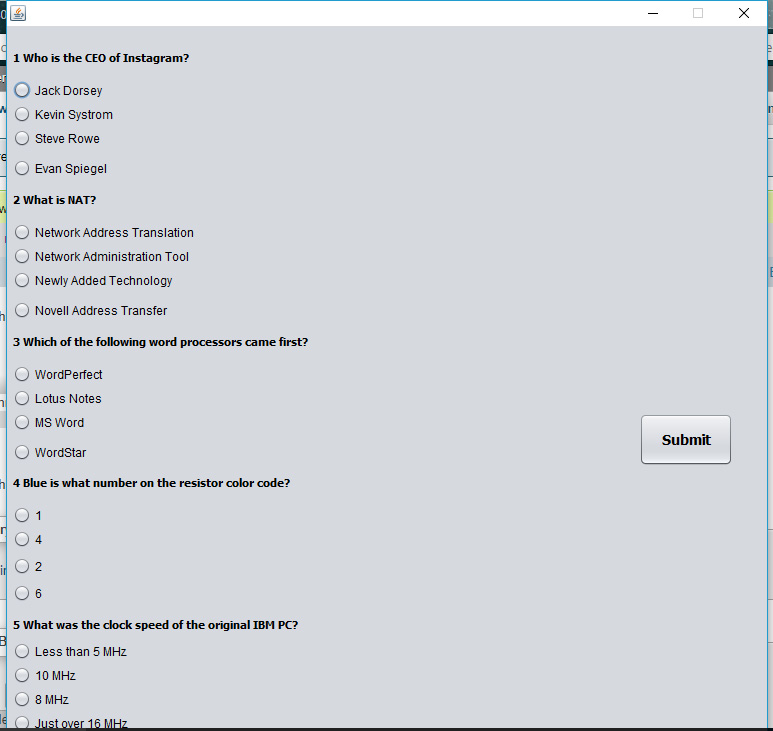 1 Who is the CEO of Instagram?
Jack Dorsey
Kevin Systrom
Steve Rowe
Evan Spiegel
2 What is NAT?
Network Address Translation
Network Administration Tool
Newly Added Technology
Novell Address Transfer
3 Which of the following word processors came first?
WordPerfect
Lotus Notes
MS Word
WordStar
Submit
4 Blue is what number on the resistor color code?
1
4
2
6
5 What was the clock speed of the original IBM PC?
Less than 5 MHz
10 MHz
8 MHz
Just over 16 MHz